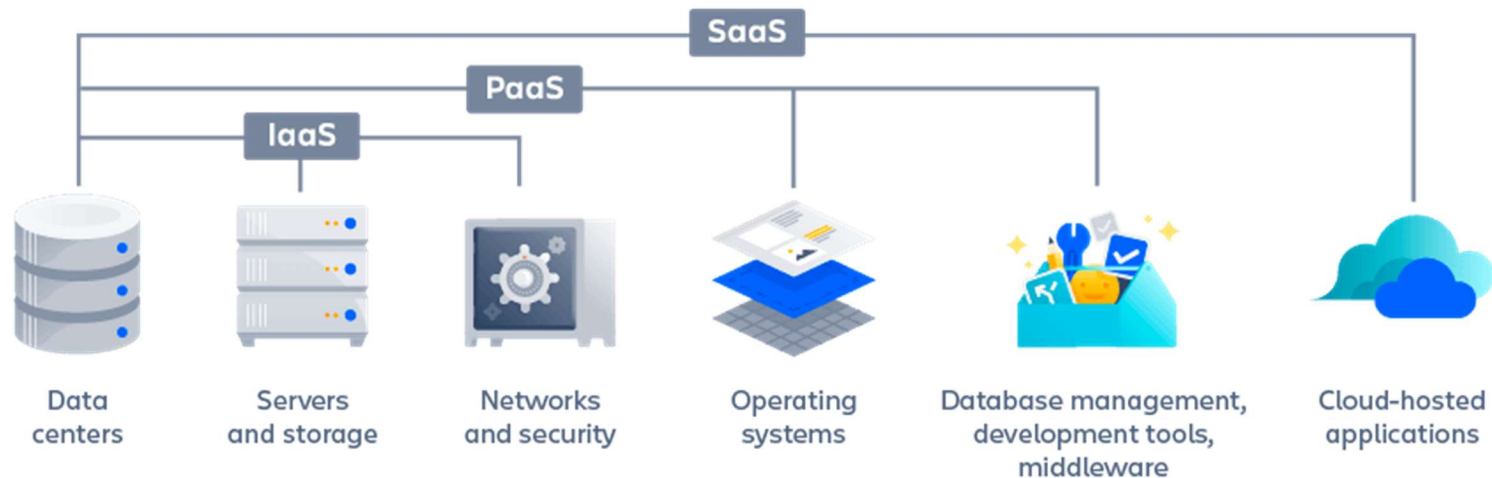 SaaS
PaaS
IaaS
Data
centers
Servers
and storage
Networks
and security
Operating
systems
Database management,
development tools,
middleware
Cloud-hosted
applications